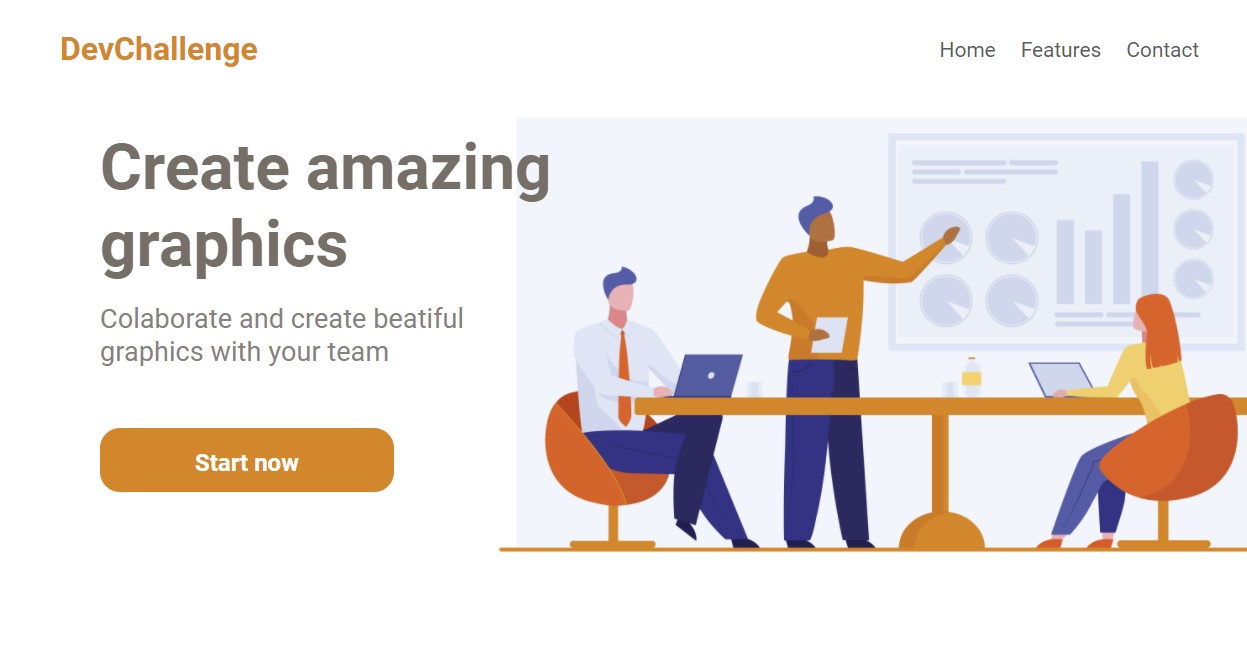 DevChallenge
Home Features Contact
Create amazing
graphics
Colaborate and create beatiful
graphics with your team
Start now